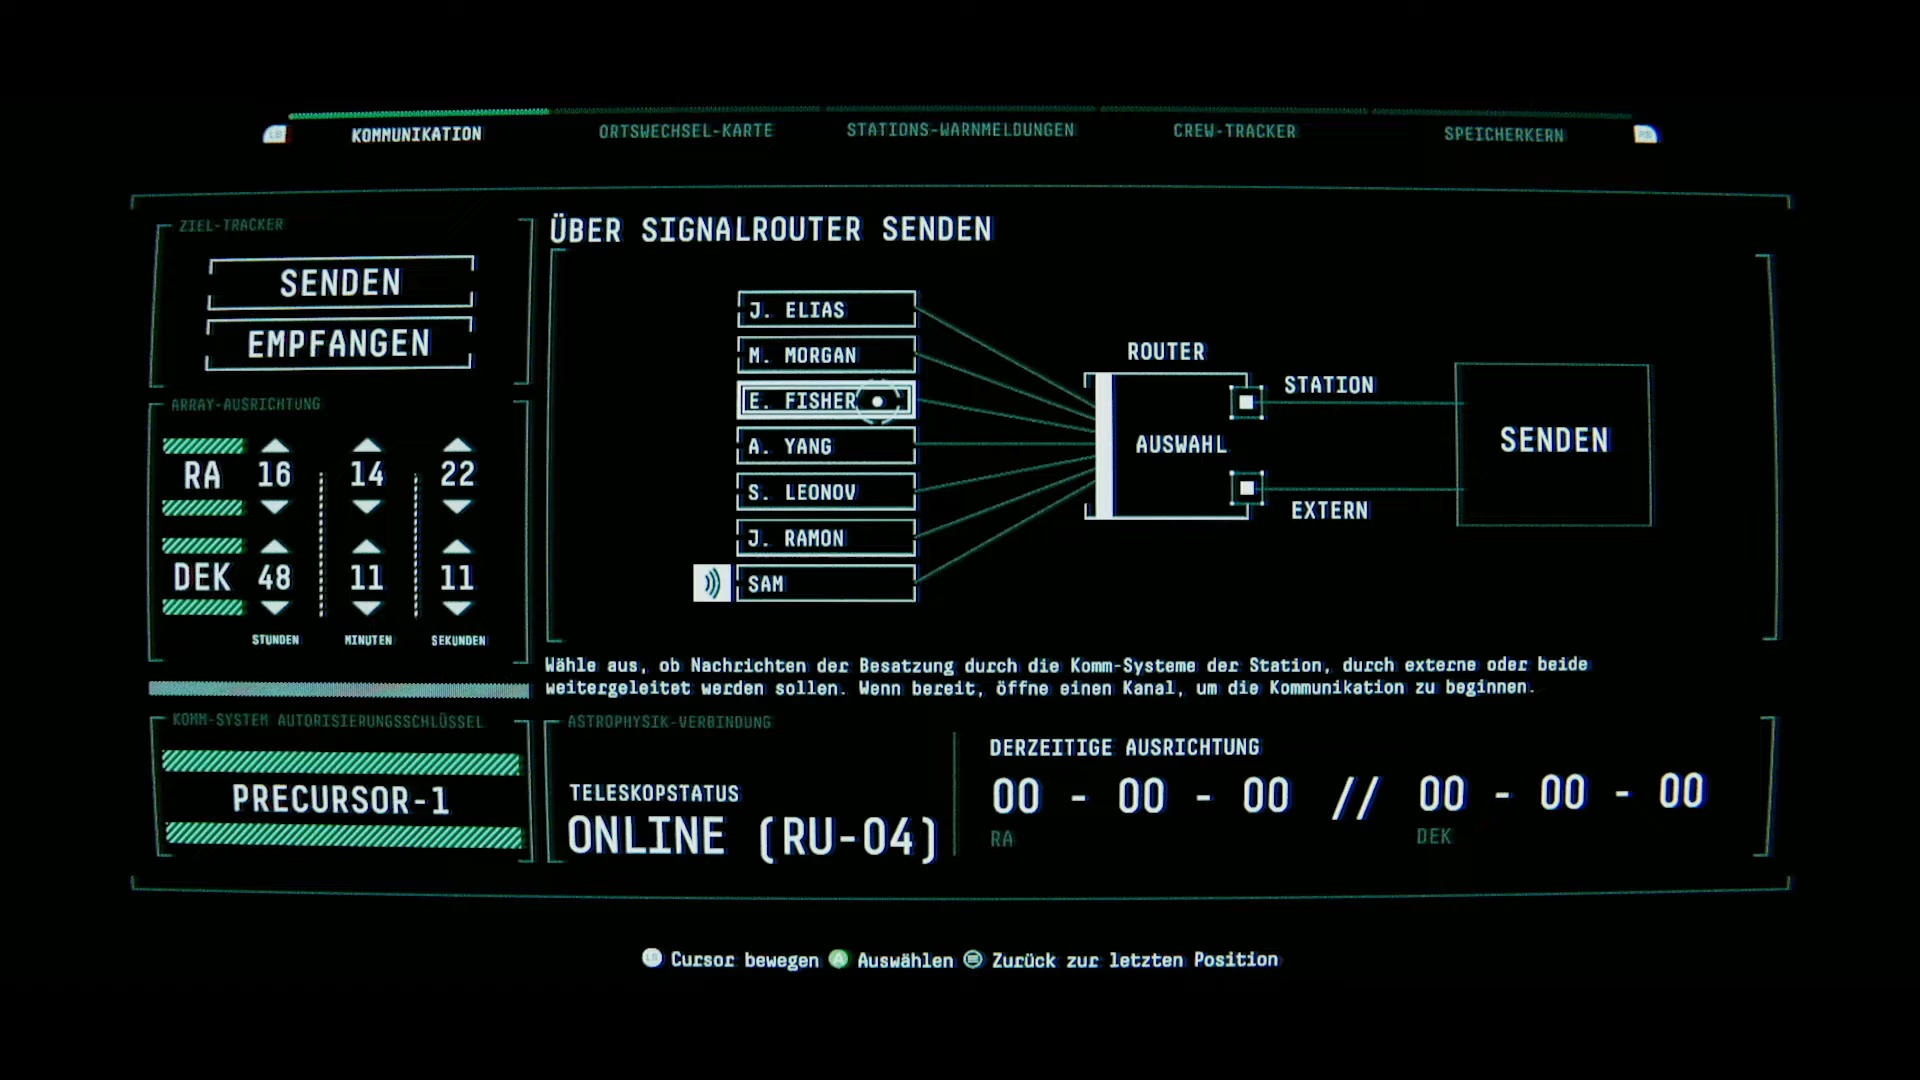 LB KOMMUNIKATION ORTSWECHSEL-KARTE STATIONS-WARNMELDUNGEN CREW-TRACKER SPEICHERKERN RB
ZIEL-TRACKER
SENDEN
EMPFANGEN
ARRAY-AUSRICHTUNG
RA 16 14 22
DEK 48 11 11
STUNDEN MINUTEN SEKUNDEN
KOMM-SYSTEM AUTORISIERUNGSSCHLÜSSEL
PRECURSOR-1
ÜBER SIGNALROUTER SENDEN
J. ELIAS
M. MORGAN
E. FISHER
A. YANG
S. LEONOV
J. RAMON
SAM
ROUTER
AUSWAHL
STATION
EXTERN
SENDEN
Wähle aus, ob Nachrichten der Besatzung durch die Komm-Systeme der Station, durch externe oder beide
weitergeleitet werden sollen. Wenn bereit, öffne einen Kanal, um die Kommunikation zu beginnen.
ASTROPHYSIK-VERBINDUNG
TELESKOPSTATUS
ONLINE (RU-04)
DERZEITIGE AUSRICHTUNG
00 - 00 - 00 // 00 - 00 - 00
RA DEK
LS Cursor bewegen A Auswählen Zurück zur letzten Position